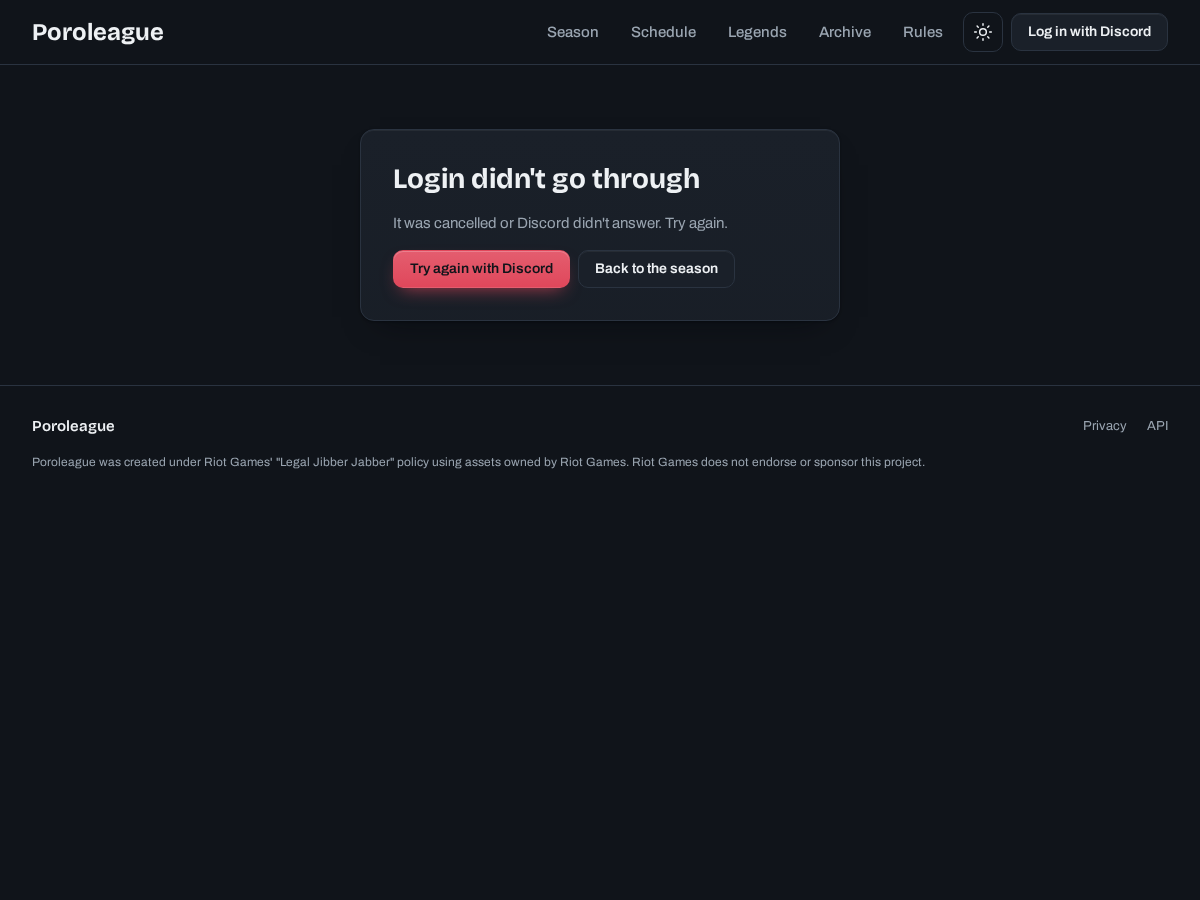 Poroleague
Season
Schedule
Legends
Archive
Rules
Log in with Discord
Login didn't go through
It was cancelled or Discord didn't answer. Try again.
Try again with Discord
Back to the season
Poroleague
Privacy
API
Poroleague was created under Riot Games' "Legal Jibber Jabber" policy using assets owned by Riot Games. Riot Games does not endorse or sponsor this project.